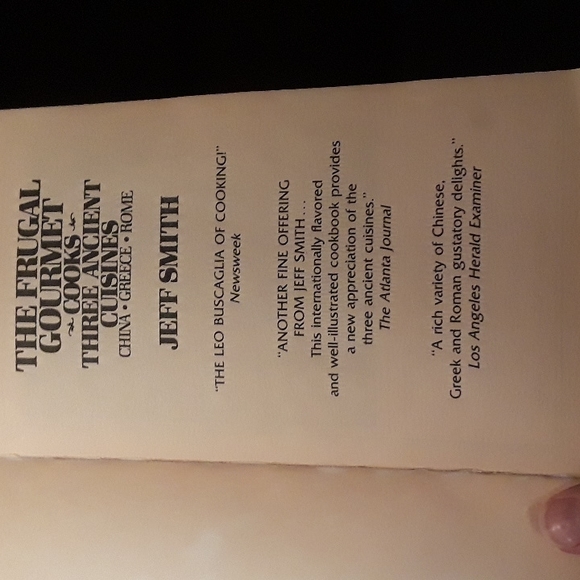 THE FRUGAL
GOURMET
COOKS
THREE ANCIENT
CUISINES
CHINA • GREECE • ROME
JEFF SMITH
"THE LEO BUSCAGLIA OF COOKING!"
Newsweek
"ANOTHER FINE OFFERING
FROM JEFF SMITH...
This internationally flavored
and well-illustrated cookbook provides
a new appreciation of the
three ancient cuisines."
The Atlanta Journal
"A rich variety of Chinese,
Greek and Roman gustatory delights."
Los Angeles Herald Examiner